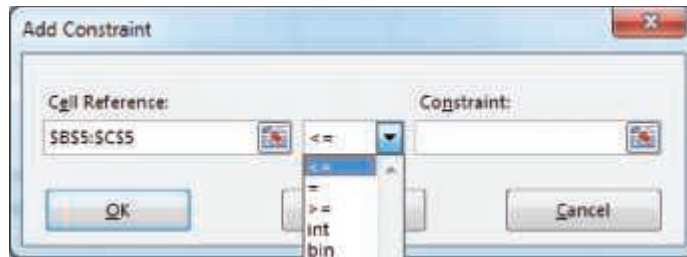 Add Constraint
Cell Reference:
Constraint:
$B$5:$C$5
<=
<=
=
>=
int
bin
OK
Cancel